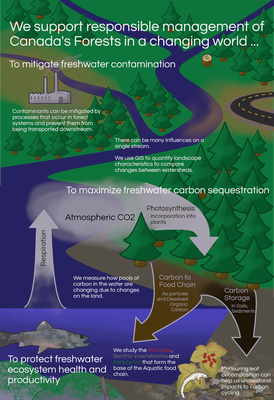 We support responsible management of
Canada's Forests in a changing world ...
To mitigate freshwater contamination
Contaminants can be mitigated by
processes that occur in forest
systems and prevent them from
being transported downstream.
There can be many influences on a
single stream.
We use GIS to quantify landscape
characteristics to compare
changes between watersheds.
To maximize freshwater carbon sequestration
Photosynthesis
Incorporation into
plants
Atmospheric CO2
Respiration
We measure how pools of
carbon in the water are
changing due to changes
on the land.
Carbon to
Food Chain
As particles
and Dissolved
Organic
Carbon
Carbon
Storage
In Soils,
Sediments
We study the
Benthic Invertebrates and
that form the
base of the Aquatic food
chain.
To protect freshwater
ecosystem health and
productivity
Measuring leaf
decomposition can
help us understand
impacts to carbon
cycling.